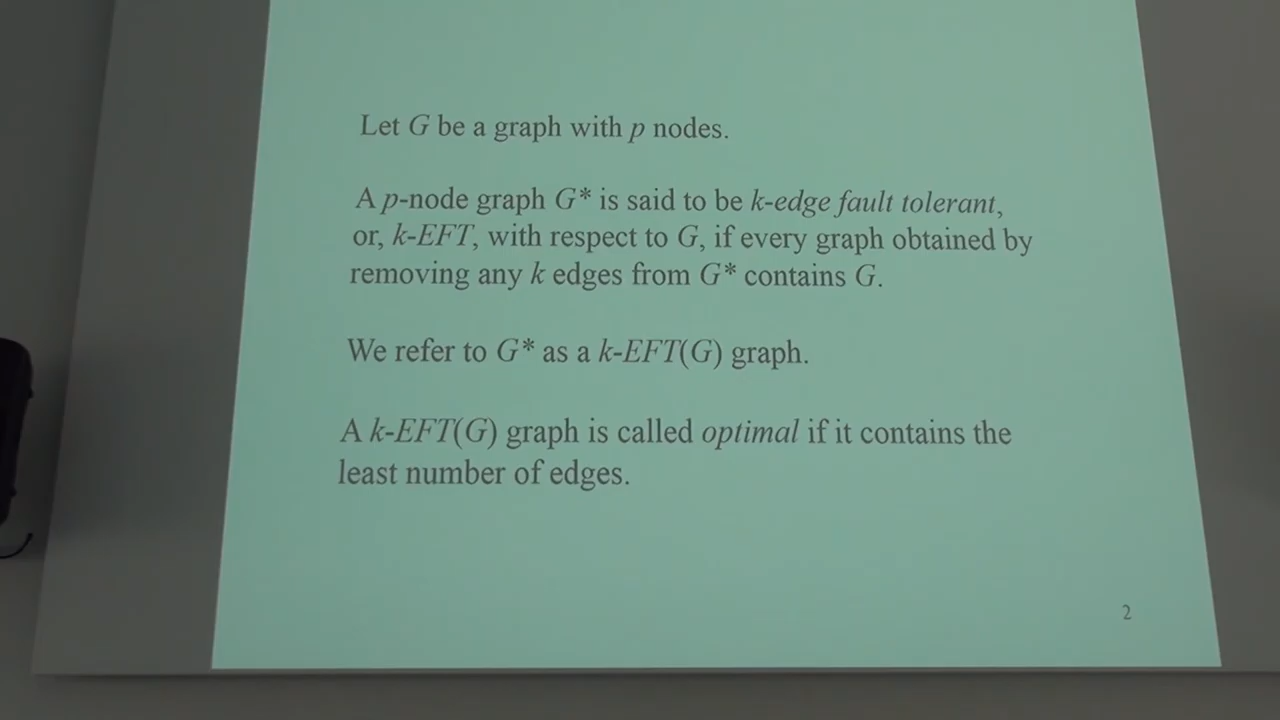 Let G be a graph with p nodes.
A p-node graph G* is said to be k-edge fault tolerant,
or, k-EFT, with respect to G, if every graph obtained by
removing any k edges from G* contains G.
We refer to G* as a k-EFT(G) graph.
A k-EFT(G) graph is called optimal if it contains the
least number of edges.
2